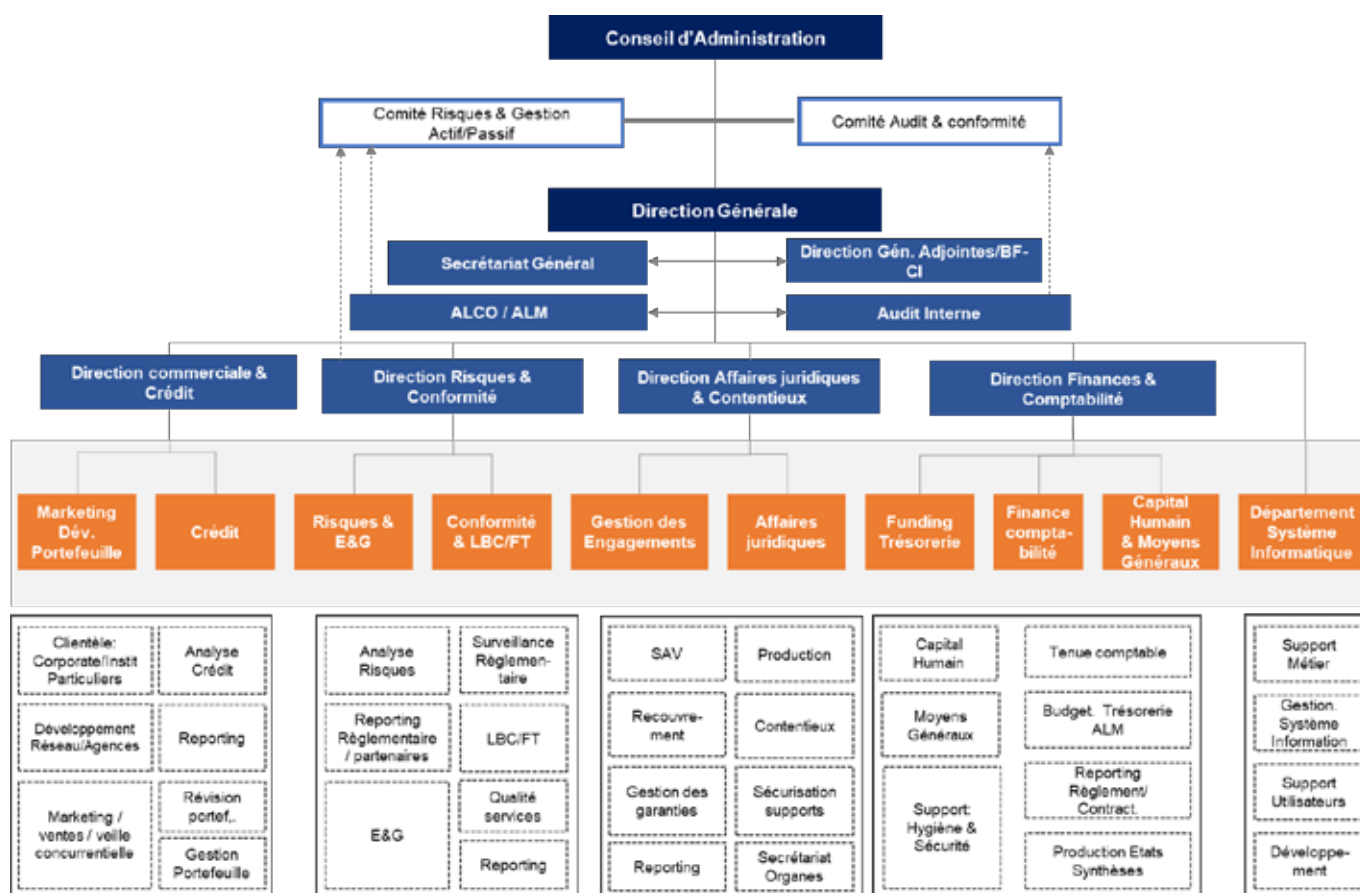 Conseil d'Administration
Comité Risques & Gestion
Actif/Passif
Comité Audit & conformité
Direction Générale
Secrétariat Général
Direction Gén. Adjointes/BF-
CI
ALCO / ALM
Audit Interne
Direction commerciale &
Crédit
Direction Risques &
Conformité
Direction Affaires juridiques
& Contentieux
Direction Finances &
Comptabilité
Marketing
Dév.
Portefeuille
Crédit
Risques &
E&G
Conformité
& LBC/FT
Gestion des
Engagements
Affaires
juridiques
Funding
Trésorerie
Finance
compta-
bilité
Capital
Humain
& Moyens
Généraux
Département
Système
Informatique
Clientèle:
Corporate/Instit
Particuliers
Analyse
Crédit
Développement
Réseau/Agences
Reporting
Marketing /
ventes / veille
concurrentielle
Révision
portef,.
Gestion
Portefeuille
Analyse
Risques
Surveillance
Règlemen-
taire
Reporting
Règlementaire
/ partenaires
LBC/FT
E&G
Qualité
services
Reporting
SAV
Production
Recouvre-
ment
Contentieux
Gestion des
garanties
Sécurisation
supports
Reporting
Secrétariat
Organes
Capital
Humain
Tenue comptable
Moyens
Généraux
Budget. Trésorerie
ALM
Support:
Hygiène &
Sécurité
Reporting
Règlement/
Contract.
Production Etats
Synthèses
Support
Métier
Gestion.
Système
Information
Support
Utilisateurs
Développe-
ment